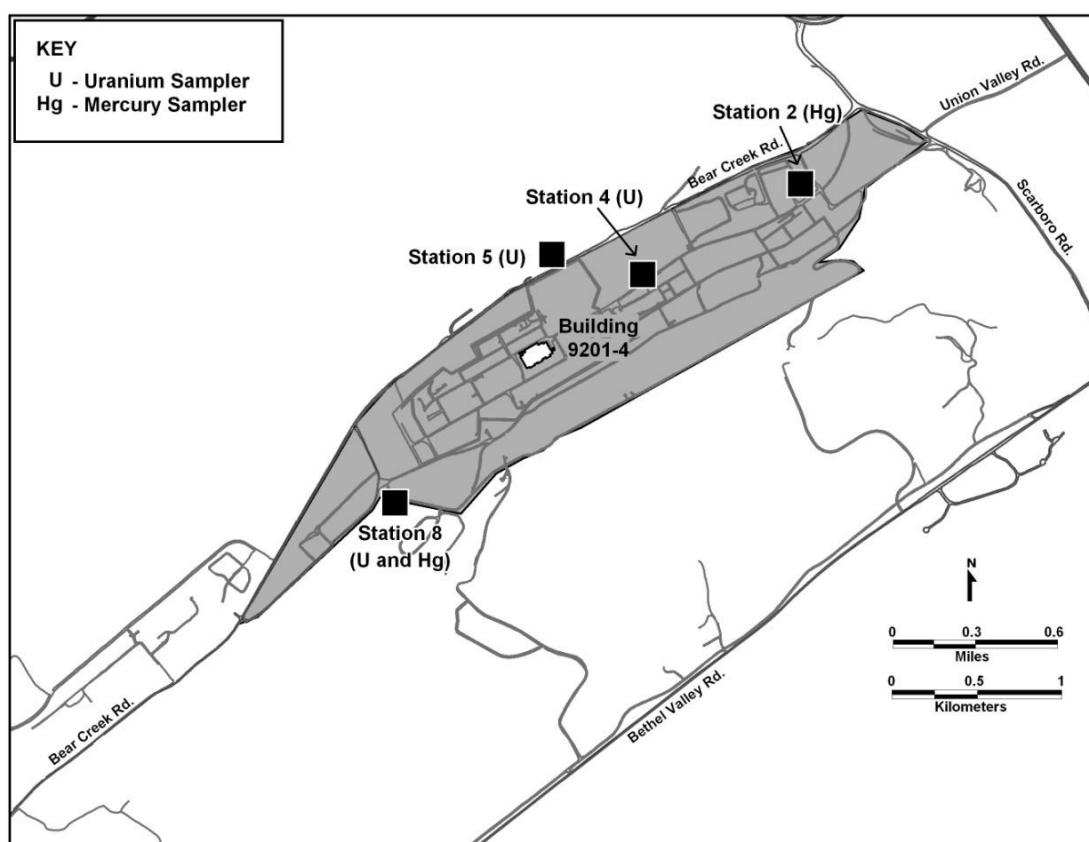 KEY
U - Uranium Sampler
Hg - Mercury Sampler
Union Valley Rd.
Station 2 (Hg)
Bear Creek Rd.
Station 4 (U)
Scarboro Rd.
Station 5 (U)
Building
9201-4
Station 8
(U and Hg)
N
0 0.3 0.6
Miles
0 0.5 1
Kilometers
Bethel Valley Rd.
Bear Creek Rd.